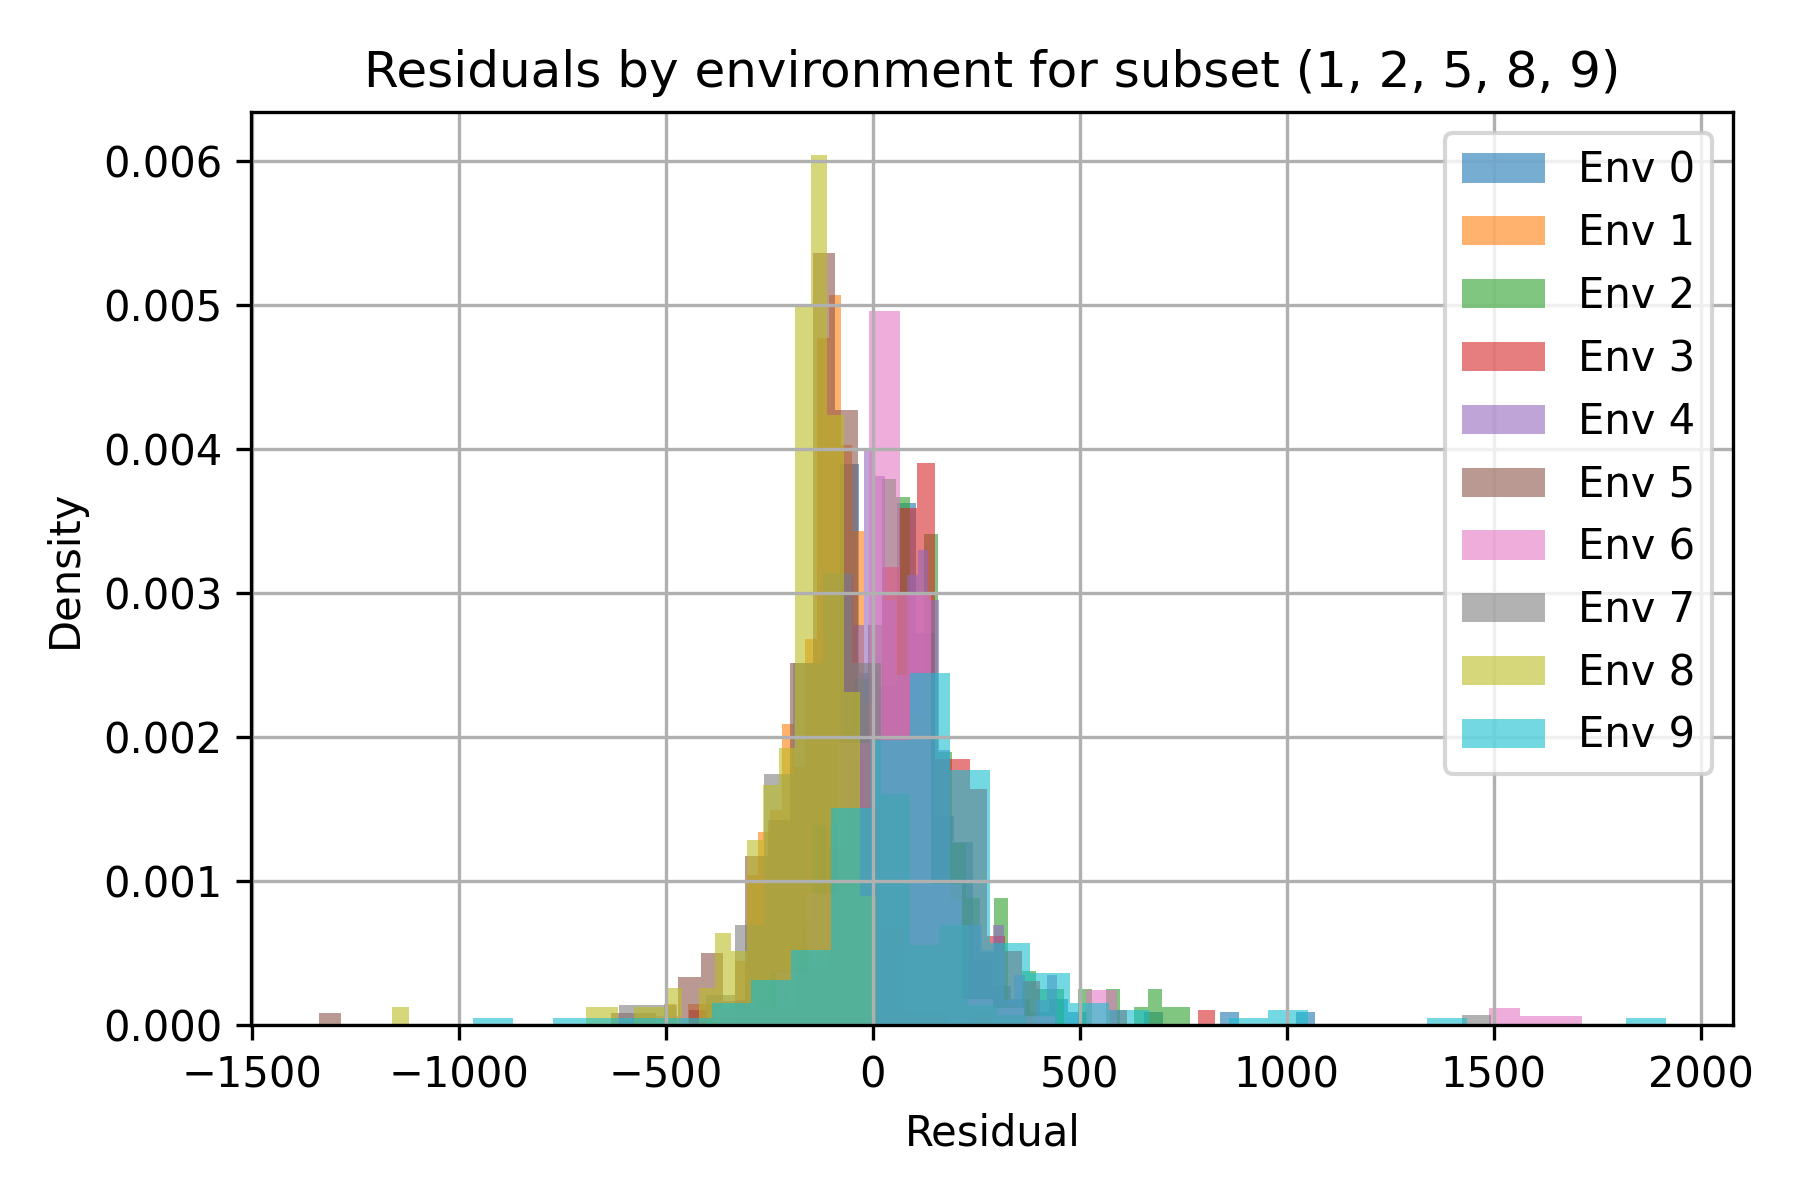 Residuals by environment for subset (1, 2, 5, 8, 9)
0.006
0.005
0.004
0.003
0.002
0.001
0.000
Density
−1500
−1000
−500
0
500
1000
1500
2000
Residual
Env 0
Env 1
Env 2
Env 3
Env 4
Env 5
Env 6
Env 7
Env 8
Env 9